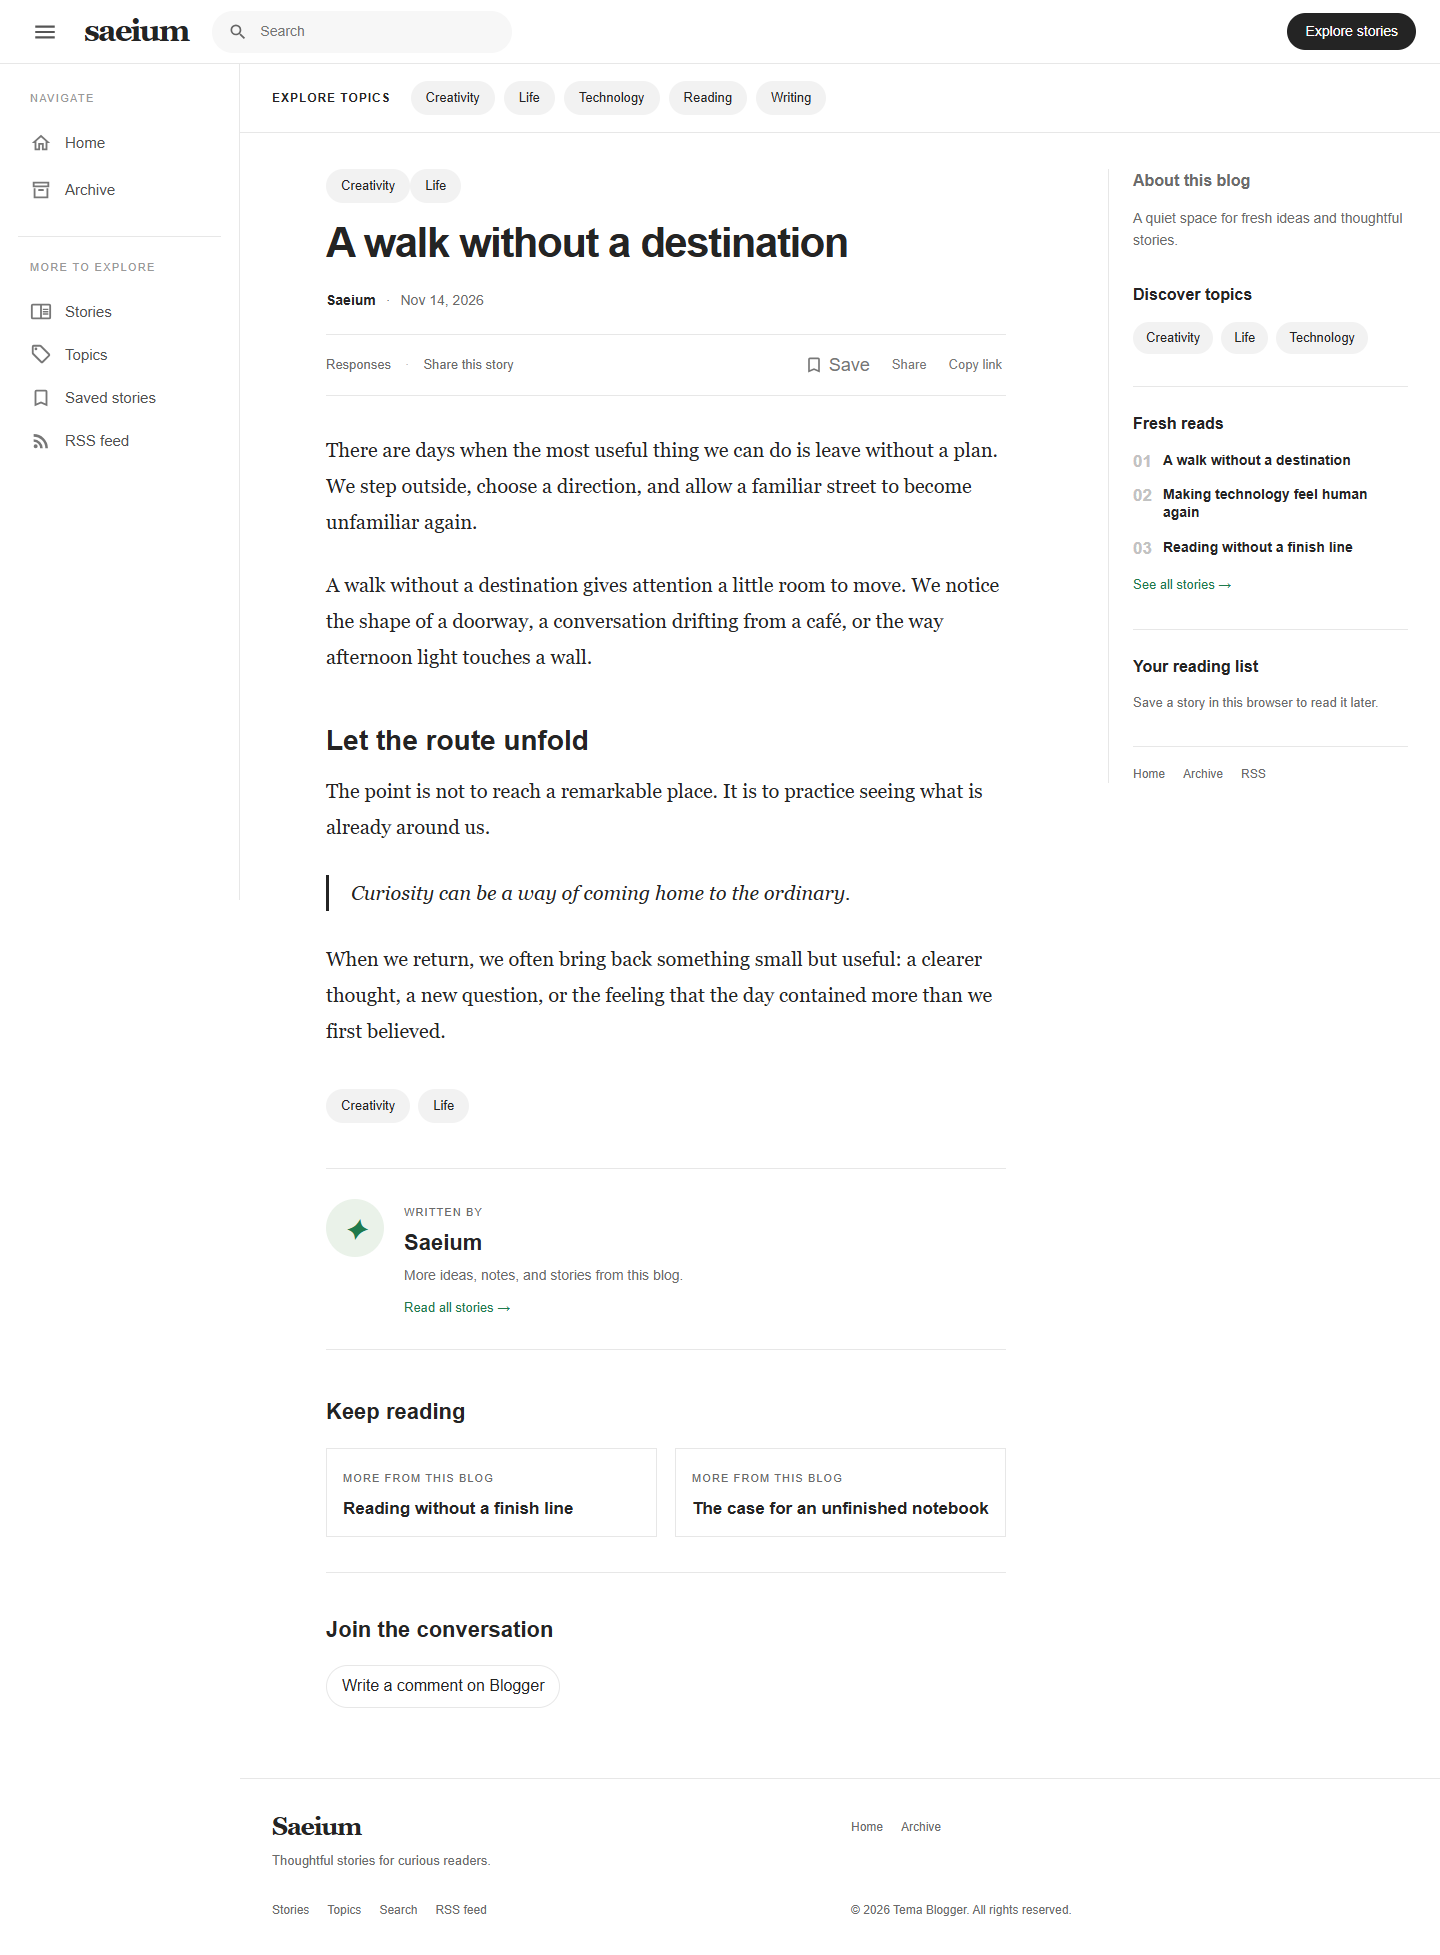 saeium
Search
Explore stories
NAVIGATE
Home
Archive
MORE TO EXPLORE
Stories
Topics
Saved stories
RSS feed
EXPLORE TOPICS
Creativity
Life
Technology
Reading
Writing
Creativity
Life
A walk without a destination
Saeium · Nov 14, 2026
Responses · Share this story
Save
Share
Copy link
There are days when the most useful thing we can do is leave without a plan.
We step outside, choose a direction, and allow a familiar street to become
unfamiliar again.
A walk without a destination gives attention a little room to move. We notice
the shape of a doorway, a conversation drifting from a café, or the way
afternoon light touches a wall.
Let the route unfold
The point is not to reach a remarkable place. It is to practice seeing what is
already around us.
Curiosity can be a way of coming home to the ordinary.
When we return, we often bring back something small but useful: a clearer
thought, a new question, or the feeling that the day contained more than we
first believed.
Creativity
Life
WRITTEN BY
Saeium
More ideas, notes, and stories from this blog.
Read all stories →
Keep reading
MORE FROM THIS BLOG
Reading without a finish line
MORE FROM THIS BLOG
The case for an unfinished notebook
Join the conversation
Write a comment on Blogger
About this blog
A quiet space for fresh ideas and thoughtful
stories.
Discover topics
Creativity
Life
Technology
Fresh reads
01 A walk without a destination
02 Making technology feel human
again
03 Reading without a finish line
See all stories →
Your reading list
Save a story in this browser to read it later.
Home
Archive
RSS
Saeium
Thoughtful stories for curious readers.
Home
Archive
Stories
Topics
Search
RSS feed
© 2026 Tema Blogger. All rights reserved.